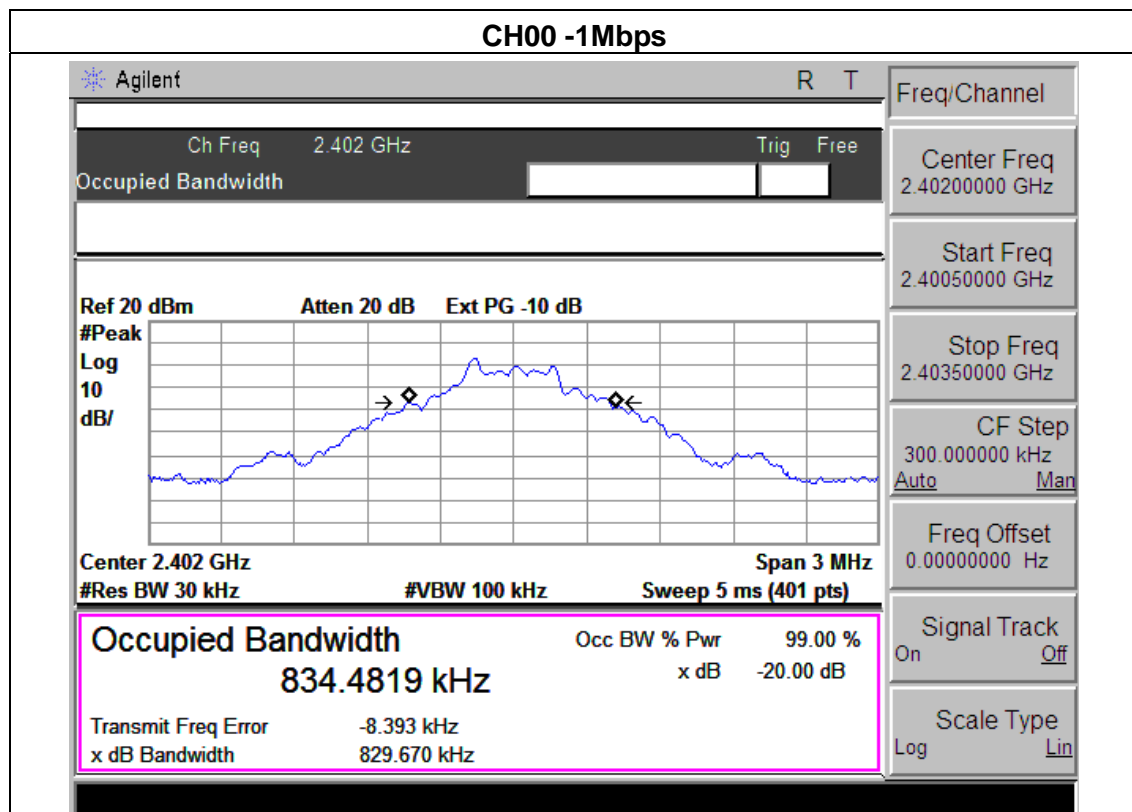 CH00 -1Mbps
Agilent R T
Ch Freq 2.402 GHz Trig Free
Occupied Bandwidth
Ref 20 dBm Atten 20 dB Ext PG -10 dB
#Peak
Log
10
dB/
Center 2.402 GHz Span 3 MHz
#Res BW 30 kHz #VBW 100 kHz Sweep 5 ms (401 pts)
Occupied Bandwidth
834.4819 kHz
Occ BW % Pwr 99.00 %
x dB -20.00 dB
Transmit Freq Error -8.393 kHz
x dB Bandwidth 829.670 kHz
Freq/Channel
Center Freq
2.40200000 GHz
Start Freq
2.40050000 GHz
Stop Freq
2.40350000 GHz
CF Step
300.000000 kHz
Auto Man
Freq Offset
0.00000000 Hz
Signal Track
On Off
Scale Type
Log Lin